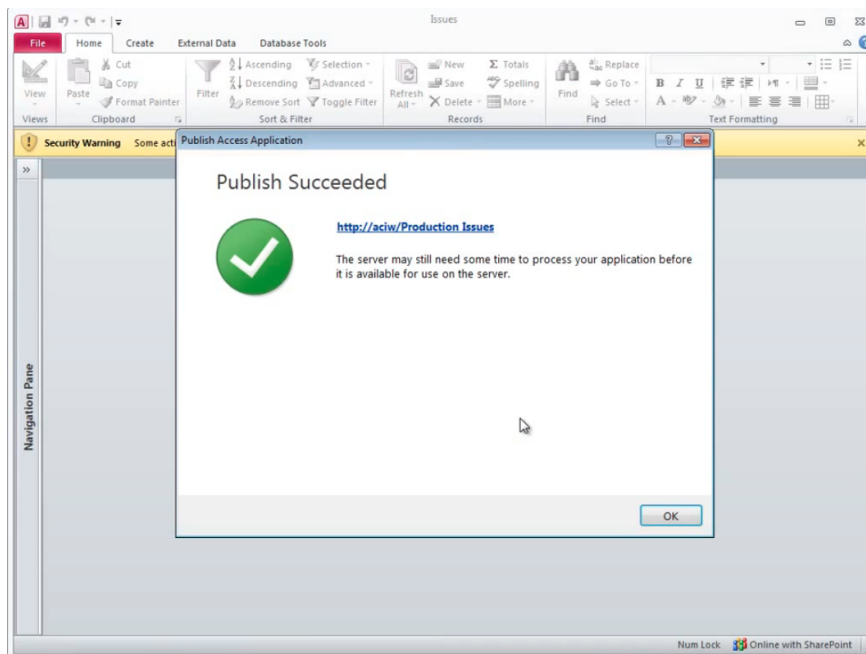 Issues
File Home Create External Data Database Tools
View Paste Cut Copy Format Painter
Filter Ascending Descending Remove Sort Selection Advanced Toggle Filter
Refresh All New Save Delete Totals Spelling More
Find Replace Go To Select
B I U
A
Views Clipboard Sort & Filter Records Find Text Formatting
Security Warning Some acti
Publish Access Application
Publish Succeeded
http://aciw/Production Issues
The server may still need some time to process your application before
it is available for use on the server.
OK
Navigation Pane
Num Lock Online with SharePoint